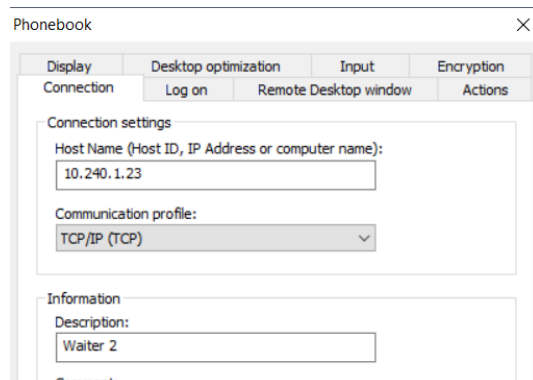 Phonebook
Display Desktop optimization Input Encryption
Connection Log on Remote Desktop window Actions
Connection settings
Host Name (Host ID, IP Address or computer name):
10.240.1.23
Communication profile:
TCP/IP (TCP)
Information
Description:
Waiter 2